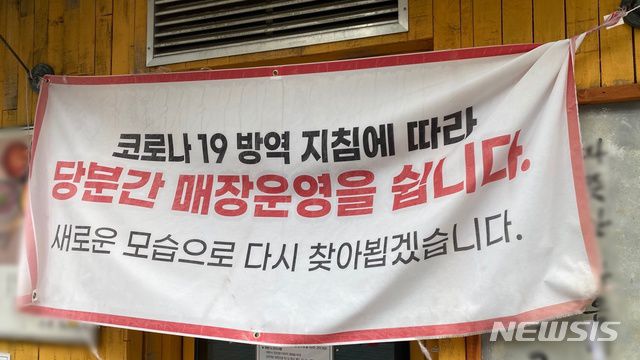 코로나 19 방역 지침에 따라
당분간 매장운영을 쉽니다.
새로운 모습으로 다시 찾아뵙겠습니다.
NEWSIS